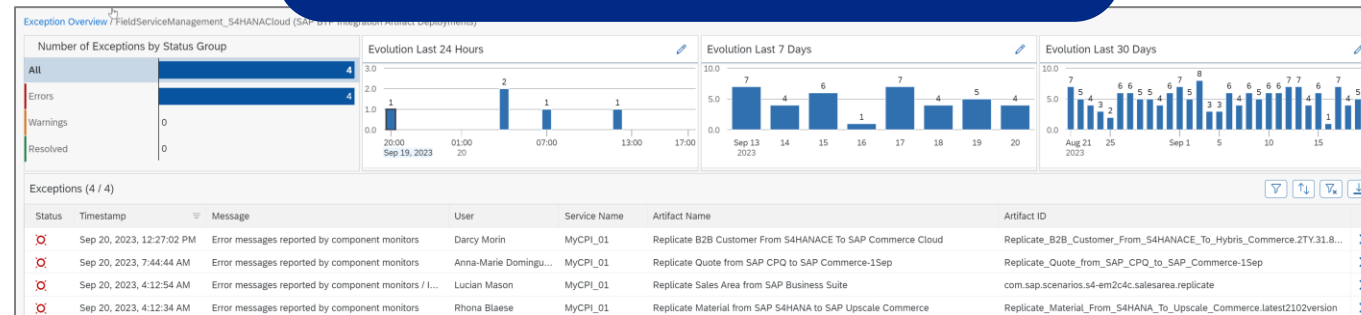 Exception Overview / FieldServiceManagement_S4HANACloud (SAP BTP Integration Artifact Deployments)
Number of Exceptions by Status Group
All 4
Errors 4
Warnings 0
Resolved 0
Evolution Last 24 Hours
3.0
2.0
1.0
0.0
1 2 1 1
20:00 01:00 07:00 13:00 17:00
Sep 19, 2023 20
Evolution Last 7 Days
10.0
5.0
0.0
7 4 6 1 7 4 5 4
Sep 13 14 15 16 17 18 19 20
2023
Evolution Last 30 Days
10.0
5.0
0.0
7 5 4 3 2 6 6 5 5 4 6 7 5 8 3 3 6 4 6 5 6 6 7 7 4 6 1 7 4 5
Aug 21 25 Sep 1 5 10 15
2023
Exceptions (4 / 4)
Status Timestamp Message User Service Name Artifact Name Artifact ID
Sep 20, 2023, 12:27:02 PM Error messages reported by component monitors Darcy Morin MyCPI_01 Replicate B2B Customer From S4HANACE To SAP Commerce Cloud Replicate_B2B_Customer_From_S4HANACE_To_Hybris_Commerce.2TY.31.8...
Sep 20, 2023, 7:44:44 AM Error messages reported by component monitors Anna-Marie Domingu... MyCPI_01 Replicate Quote from SAP CPQ to SAP Commerce-1Sep Replicate_Quote_from_SAP_CPQ_to_SAP_Commerce-1Sep
Sep 20, 2023, 4:12:54 AM Error messages reported by component monitors / I... Lucian Mason MyCPI_01 Replicate Sales Area from SAP Business Suite com.sap.scenarios.s4-em2c4c.salesarea.replicate
Sep 20, 2023, 4:12:34 AM Error messages reported by component monitors Rhona Blaese MyCPI_01 Replicate Material from SAP S4HANA to SAP Upscale Commerce Replicate_Material_From_S4HANA_To_Upscale_Commerce.latest2102version